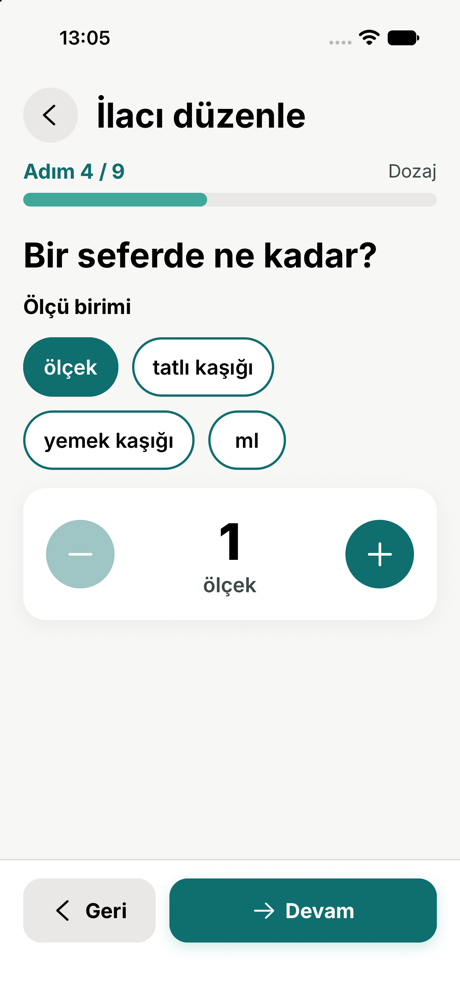 13:05
İlacı düzenle
Adım 4 / 9
Dozaj
Bir seferde ne kadar?
Ölçü birimi
ölçek
tatlı kaşığı
yemek kaşığı
ml
1
ölçek
Geri
Devam